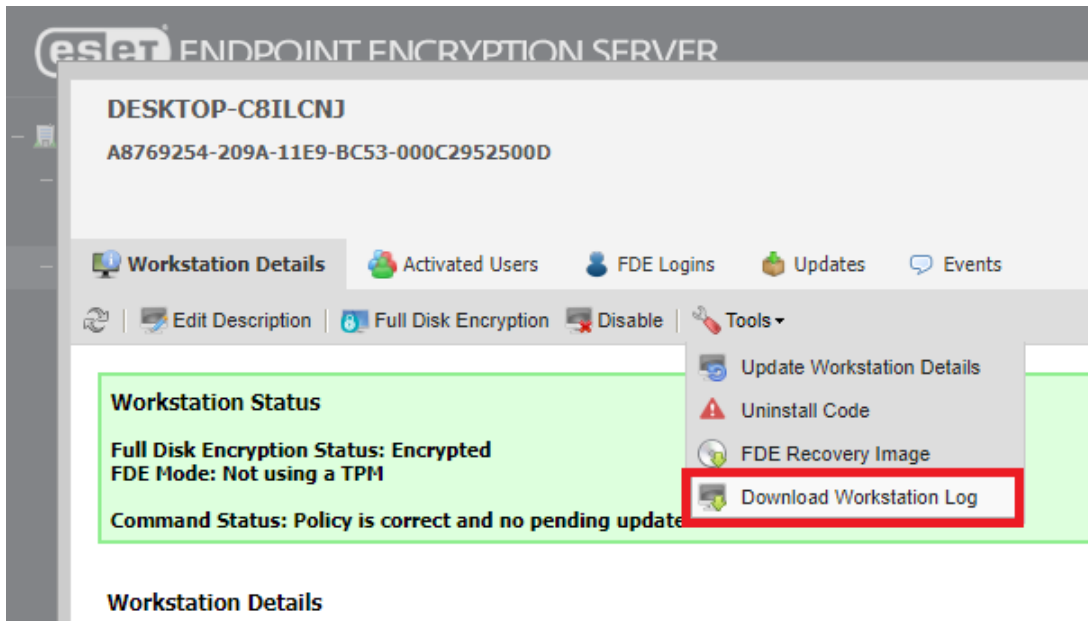 eset ENDPOINT ENCRYPTION SERVER
DESKTOP-C8ILCNJ
A8769254-209A-11E9-BC53-000C2952500D
Workstation Details Activated Users FDE Logins Updates Events
Edit Description Full Disk Encryption Disable Tools
Update Workstation Details
Uninstall Code
FDE Recovery Image
Download Workstation Log
Workstation Status
Full Disk Encryption Status: Encrypted
FDE Mode: Not using a TPM
Command Status: Policy is correct and no pending update
Workstation Details